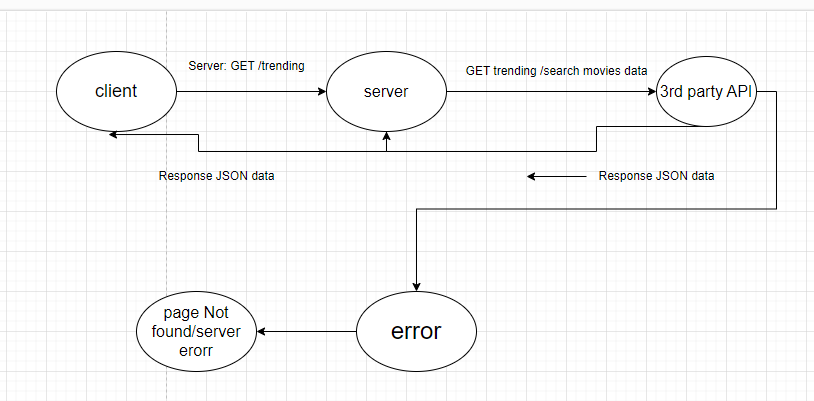 Server: GET /trending
GET trending /search movies data
client
server
3rd party API
Response JSON data
Response JSON data
page Not
found/server
erorr
error